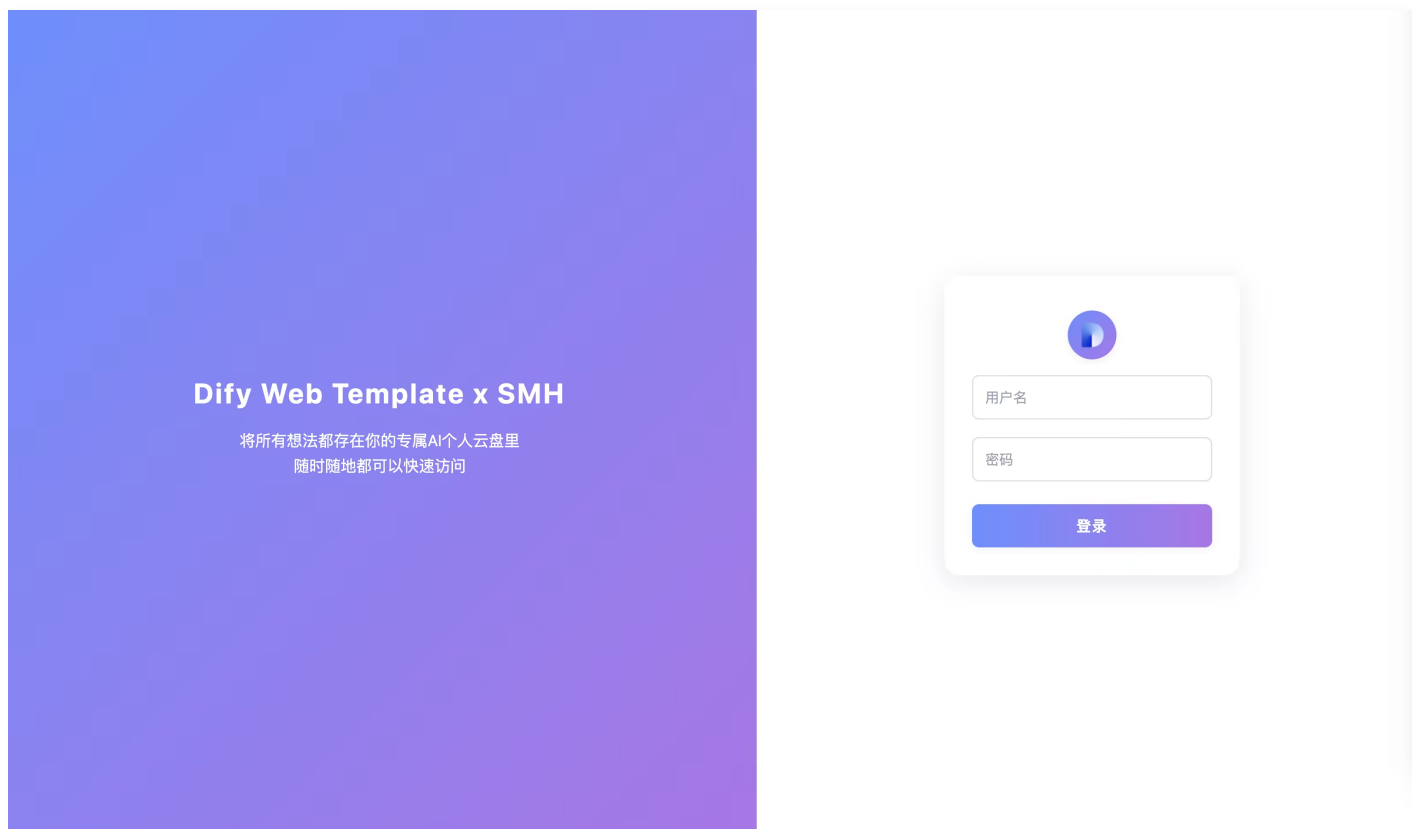 Dify Web Template x SMH
将所有想法都存在你的专属AI个人云盘里
随时随地都可以快速访问
D
用户名
密码
登录